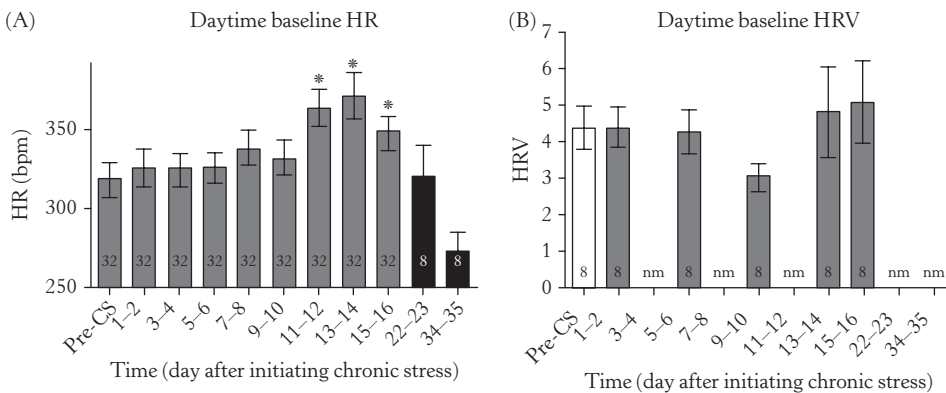 (A) Daytime baseline HR
HR (bpm)
350
300
250
* * *
32 32 32 32 32 32 32 32 32 8 8
Pre-CS 1–2 3–4 5–6 7–8 9–10 11–12 13–14 15–16 22–23 34–35
Time (day after initiating chronic stress)
(B) Daytime baseline HRV
HRV
7
6
5
4
3
2
1
0
8 8 nm 8 nm 8 nm 8 8 nm nm
Pre-CS 1–2 3–4 5–6 7–8 9–10 11–12 13–14 15–16 22–23 34–35
Time (day after initiating chronic stress)